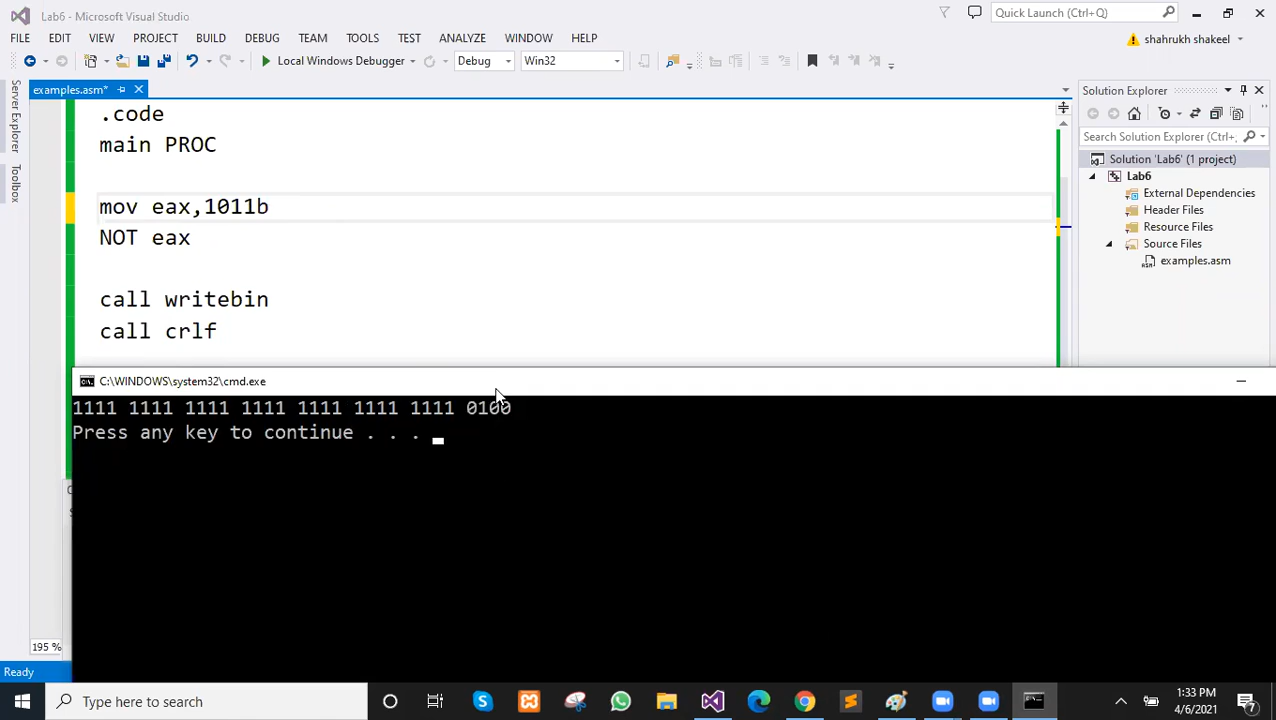 Lab6 - Microsoft Visual Studio
Quick Launch (Ctrl+Q)
FILE EDIT VIEW PROJECT BUILD DEBUG TEAM TOOLS TEST ANALYZE WINDOW HELP
shahrukh shakeel
Local Windows Debugger Debug Win32
Server Explorer
Toolbox
examples.asm*
.code
main PROC
mov eax,1011b
NOT eax
call writebin
call crlf
Solution Explorer
Search Solution Explorer (Ctrl+;
Solution 'Lab6' (1 project)
Lab6
External Dependencies
Header Files
Resource Files
Source Files
examples.asm
C:\WINDOWS\system32\cmd.exe
1111 1111 1111 1111 1111 1111 1111 0100
Press any key to continue . . .
195 %
Ready
Type here to search
1:33 PM
4/6/2021
7